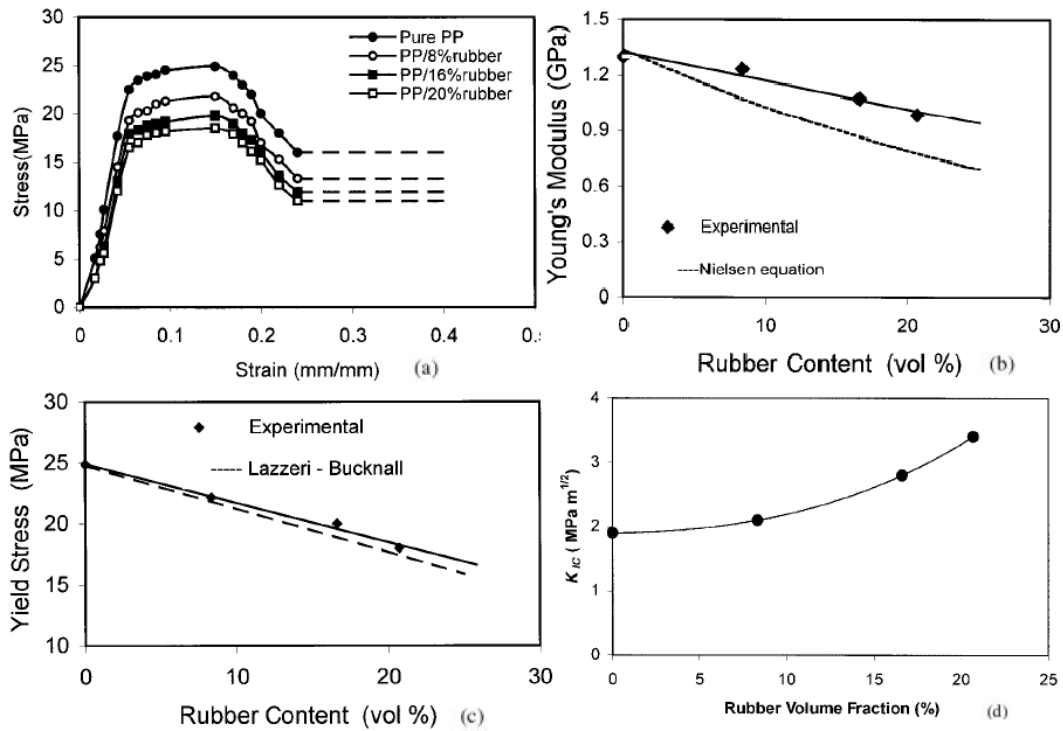 30
25
20
15
10
5
0
Stress(MPa)
Pure PP
PP/8%rubber
PP/16%rubber
PP/20%rubber
0 0.1 0.2 0.3 0.4 0.5
Strain (mm/mm) (a)
1.5
1.2
0.9
0.6
0.3
0
Young's Modulus (GPa)
Experimental
Nielsen equation
0 10 20 30
Rubber Content (vol %) (b)
30
25
20
15
10
Yield Stress (MPa)
Experimental
Lazzeri - Bucknall
0 10 20 30
Rubber Content (vol %) (c)
4
3
2
1
0
K IC ( MPa m1/2)
0 5 10 15 20 25
Rubber Volume Fraction (%) (d)